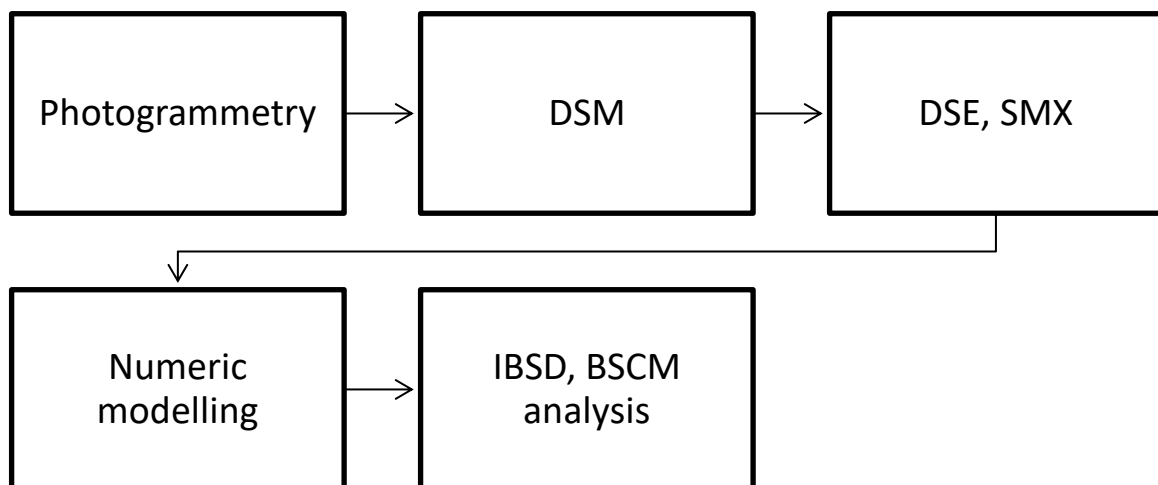 Photogrammetry
DSM
DSE, SMX
Numeric
modelling
IBSD, BSCM
analysis